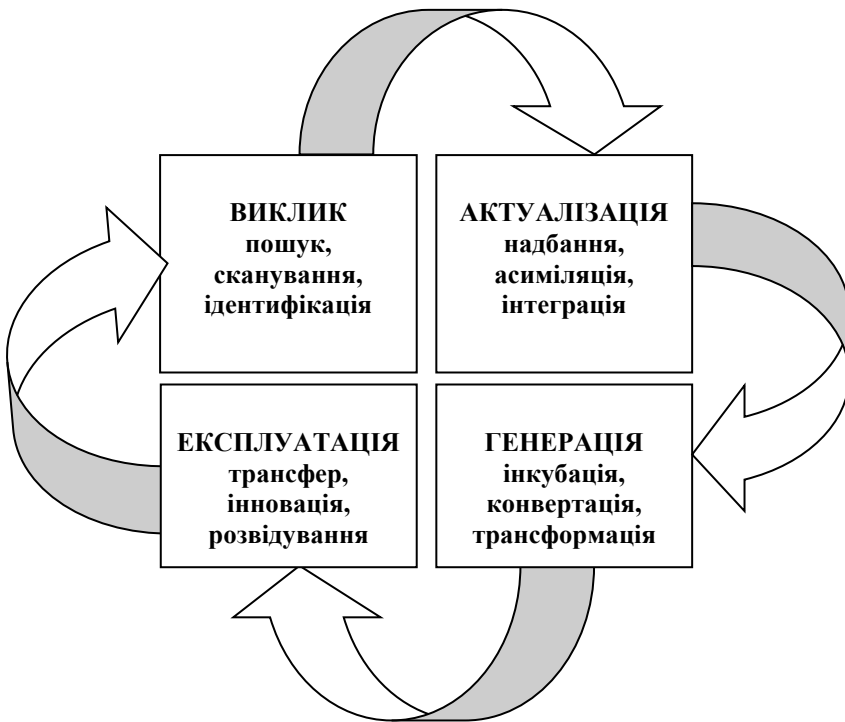 ВИКЛИК
пошук,
сканування,
ідентифікація
АКТУАЛІЗАЦІЯ
надбання,
асиміляція,
інтеграція
ЕКСПЛУАТАЦІЯ
трансфер,
інновація,
розвідування
ГЕНЕРАЦІЯ
інкубація,
конвертація,
трансформація